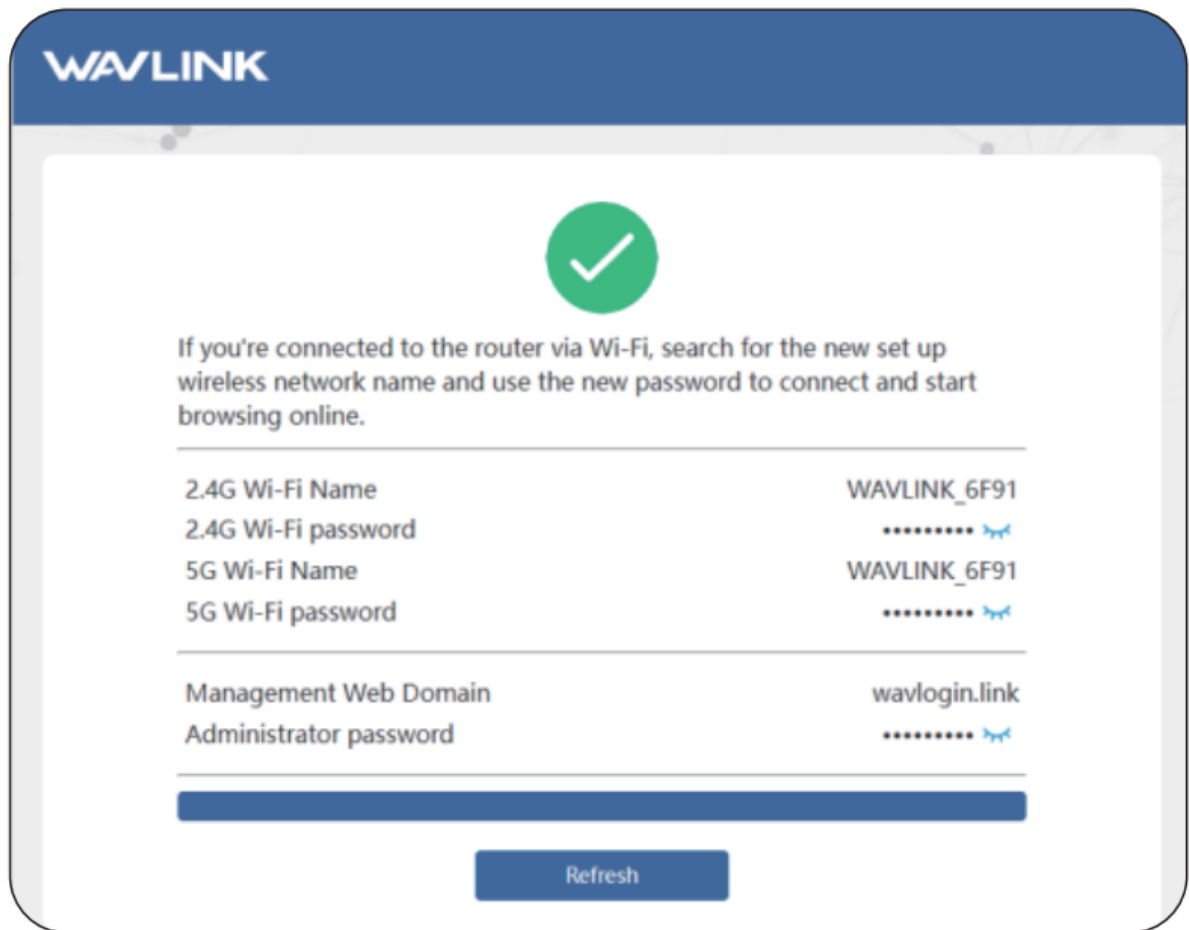 WAVLINK
If you're connected to the router via Wi-Fi, search for the new set up
wireless network name and use the new password to connect and start
browsing online.
2.4G Wi-Fi Name WAVLINK_6F91
2.4G Wi-Fi password •••••••••
5G Wi-Fi Name WAVLINK_6F91
5G Wi-Fi password •••••••••
Management Web Domain wavlogin.link
Administrator password •••••••••
Refresh